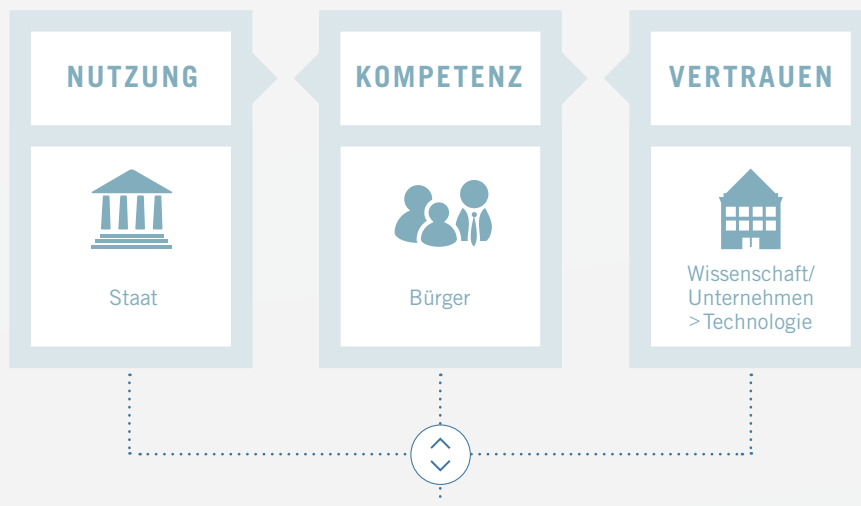 NUTZUNG
KOMPETENZ
VERTRAUEN
Staat
Bürger
Wissenschaft/
Unternehmen
>Technologie